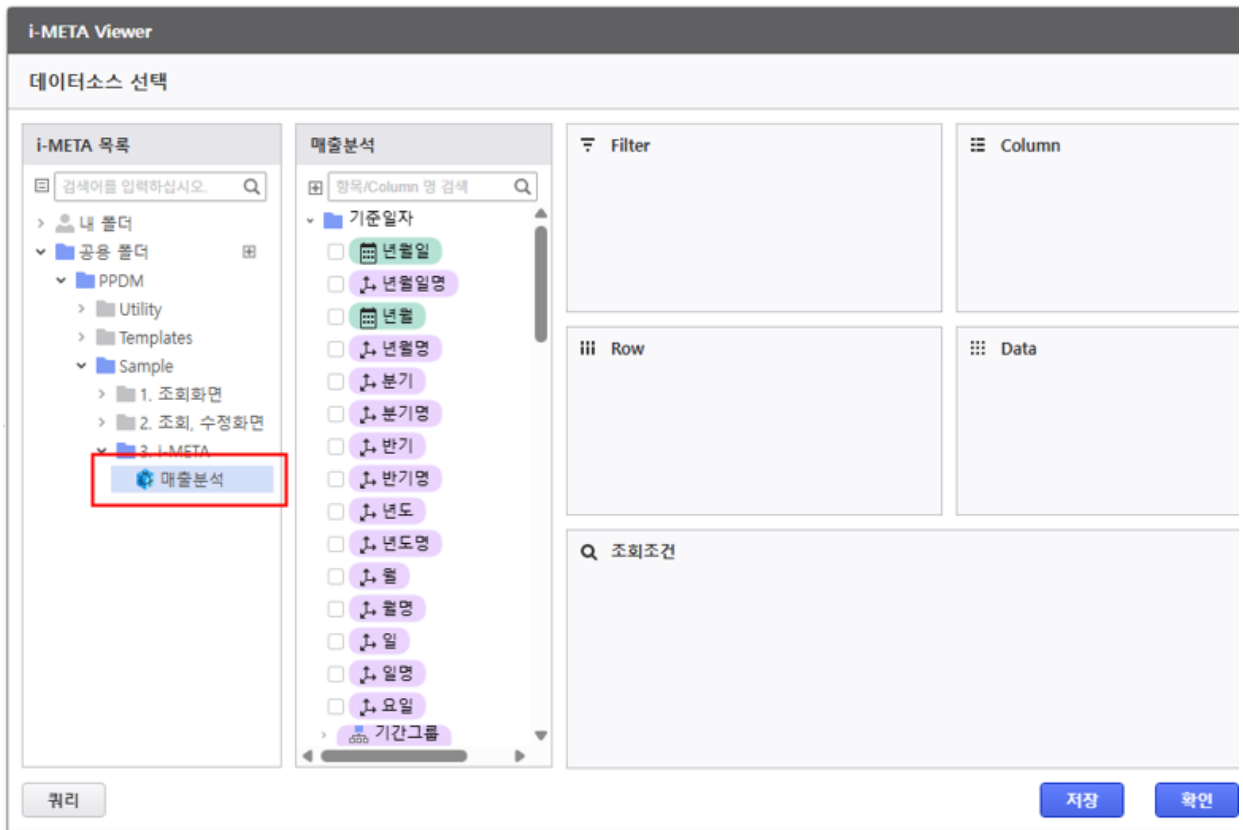 i-META Viewer
데이터소스 선택
i-META 목록
검색어를 입력하십시오.
내 폴더
공용 폴더
PPDM
Utility
Templates
Sample
1. 조회화면
2. 조회, 수정화면
3. i-META
매출분석
매출분석
항목/Column 명 검색
기준일자
년월일
년월일명
년월
년월명
분기
분기명
반기
반기명
년도
년도명
월
월명
일
일명
요일
기간그룹
Filter
Column
Row
Data
조회조건
쿼리
저장
확인